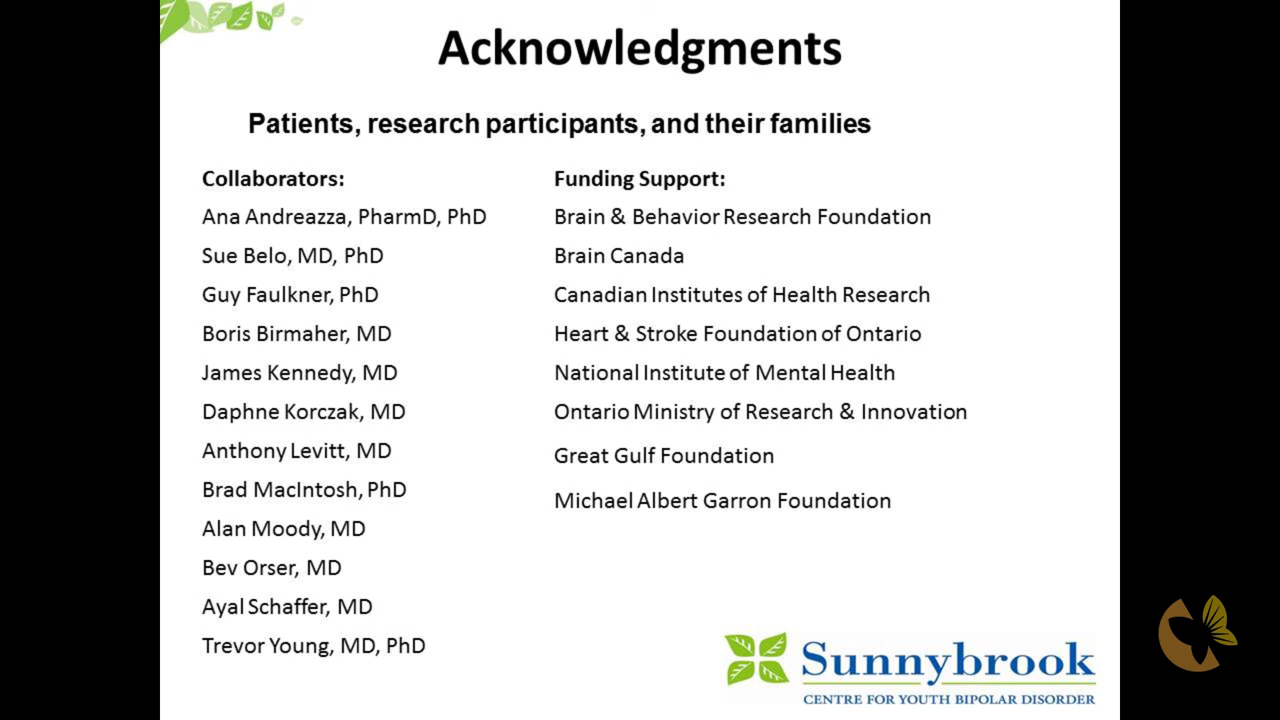 Acknowledgments
Patients, research participants, and their families
Collaborators:
Ana Andreazza, PharmD, PhD
Sue Belo, MD, PhD
Guy Faulkner, PhD
Boris Birmaher, MD
James Kennedy, MD
Daphne Korczak, MD
Anthony Levitt, MD
Brad MacIntosh, PhD
Alan Moody, MD
Bev Orser, MD
Ayal Schaffer, MD
Trevor Young, MD, PhD
Funding Support:
Brain & Behavior Research Foundation
Brain Canada
Canadian Institutes of Health Research
Heart & Stroke Foundation of Ontario
National Institute of Mental Health
Ontario Ministry of Research & Innovation
Great Gulf Foundation
Michael Albert Garron Foundation
Sunnybrook
CENTRE FOR YOUTH BIPOLAR DISORDER